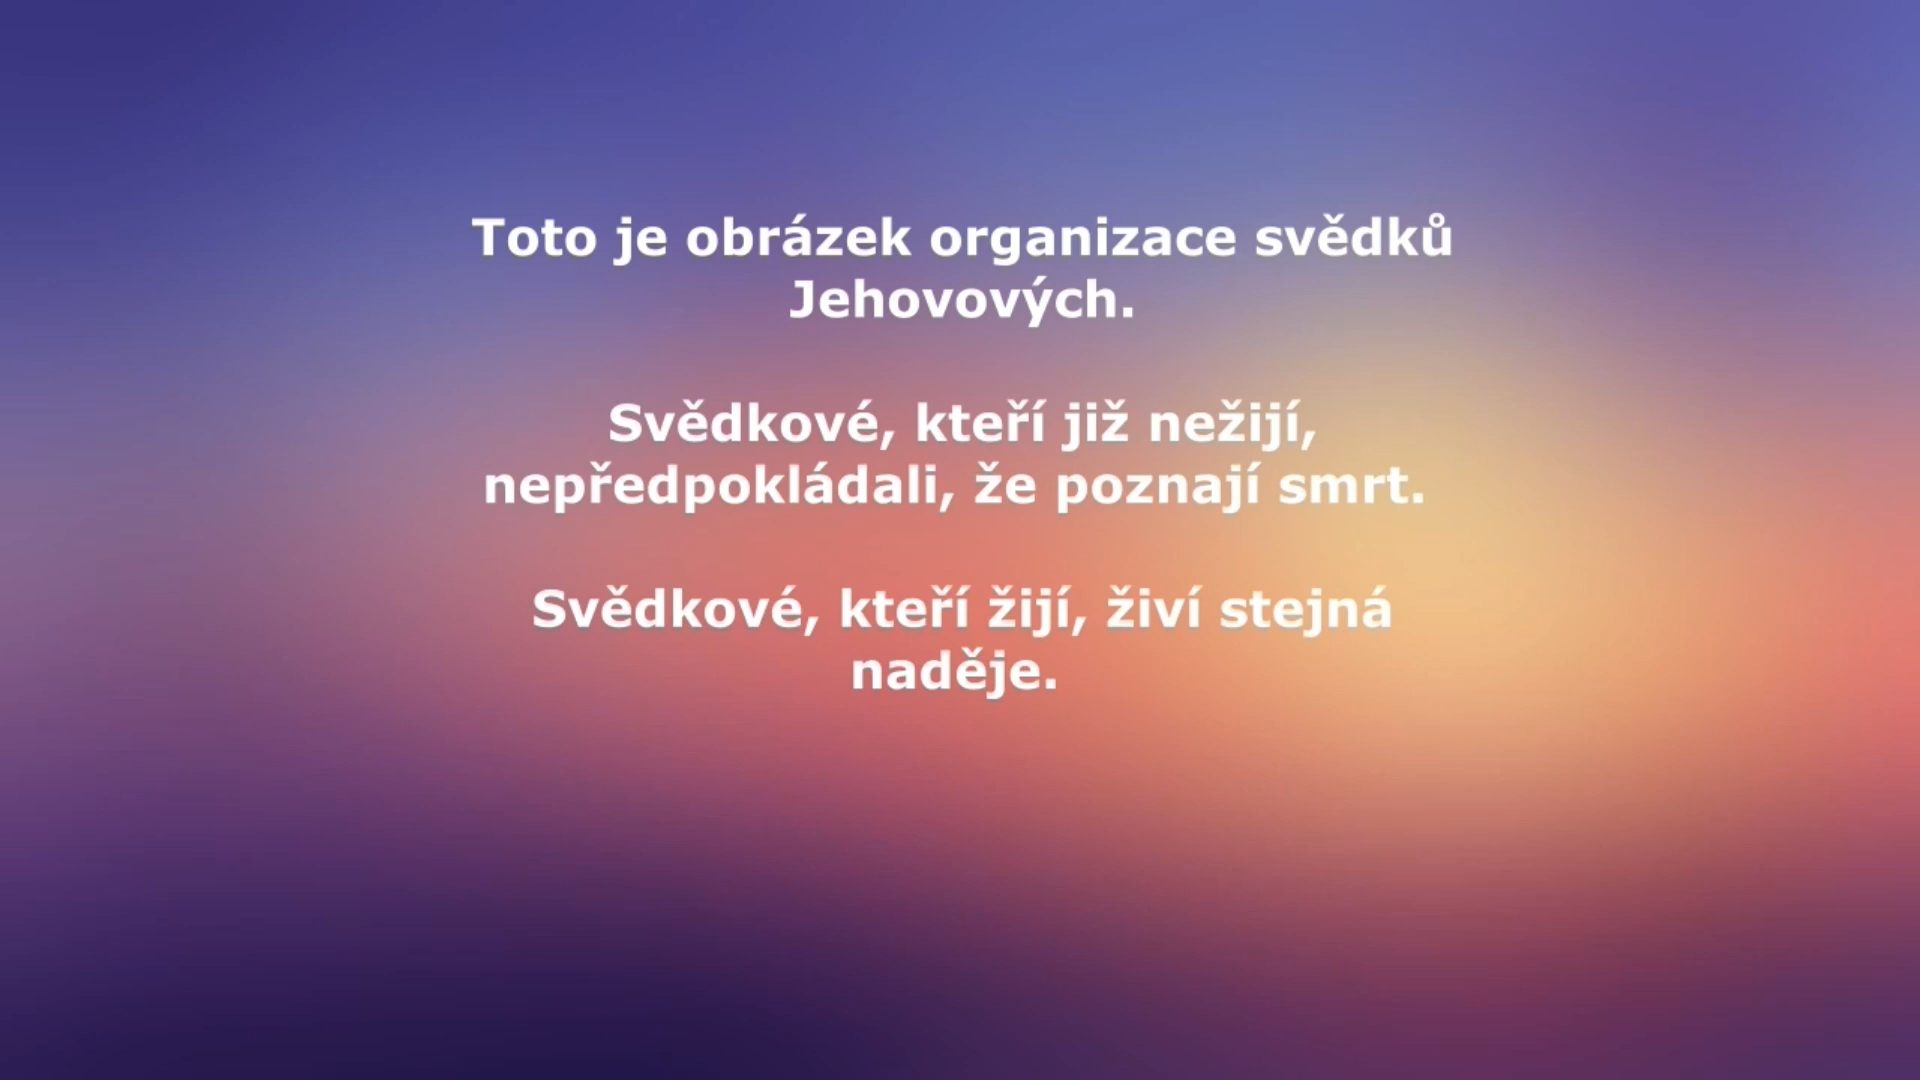 Toto je obrázek organizace svědků
Jehovových.
Svědkové, kteří již nežijí,
nepředpokládali, že poznají smrt.
Svědkové, kteří žijí, živí stejná
naděje.